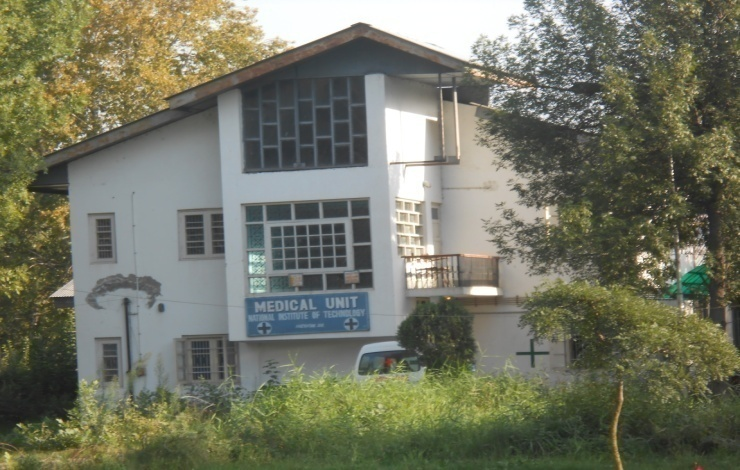 MEDICAL UNIT
NATIONAL INSTITUTE OF TECHNOLOGY